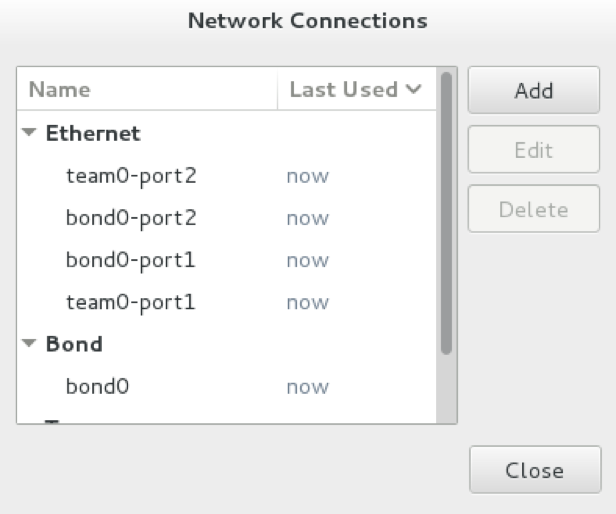 Network Connections
Name Last Used
Ethernet
team0-port2 now
bond0-port2 now
bond0-port1 now
team0-port1 now
Bond
bond0 now
Add
Edit
Delete
Close